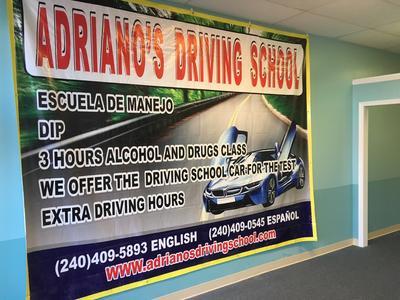 ADRIANO'S DRIVING SCHOOL
ESCUELA DE MANEJO
DIP
3 HOURS ALCOHOL AND DRUGS CLASS
WE OFFER THE DRIVING SCHOOL CAR FOR THE TEST
EXTRA DRIVING HOURS
(240)409-5893 ENGLISH (240)409-0545 ESPAÑOL
www.adrianosdrivingschool.com